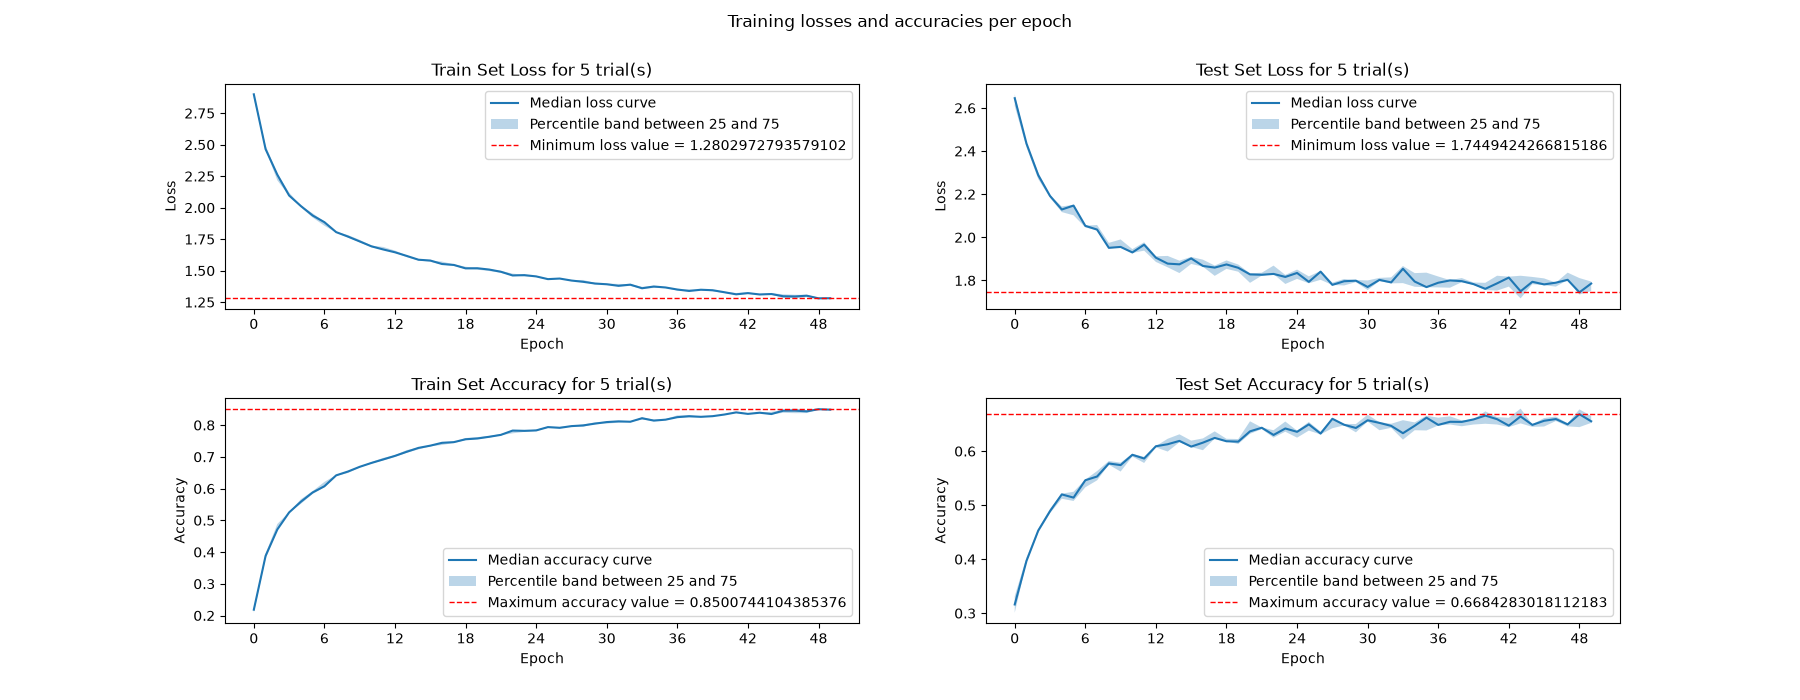 Training losses and accuracies per epoch
Train Set Loss for 5 trial(s)
Loss
2.75
2.50
2.25
2.00
1.75
1.50
1.25
Median loss curve
Percentile band between 25 and 75
Minimum loss value = 1.2802972793579102
0 6 12 18 24 30 36 42 48
Epoch
Test Set Loss for 5 trial(s)
Loss
2.6
2.4
2.2
2.0
1.8
Median loss curve
Percentile band between 25 and 75
Minimum loss value = 1.7449424266815186
0 6 12 18 24 30 36 42 48
Epoch
Train Set Accuracy for 5 trial(s)
Accuracy
0.8
0.7
0.6
0.5
0.4
0.3
0.2
Median accuracy curve
Percentile band between 25 and 75
Maximum accuracy value = 0.8500744104385376
0 6 12 18 24 30 36 42 48
Epoch
Test Set Accuracy for 5 trial(s)
Accuracy
0.6
0.5
0.4
0.3
Median accuracy curve
Percentile band between 25 and 75
Maximum accuracy value = 0.6684283018112183
0 6 12 18 24 30 36 42 48
Epoch